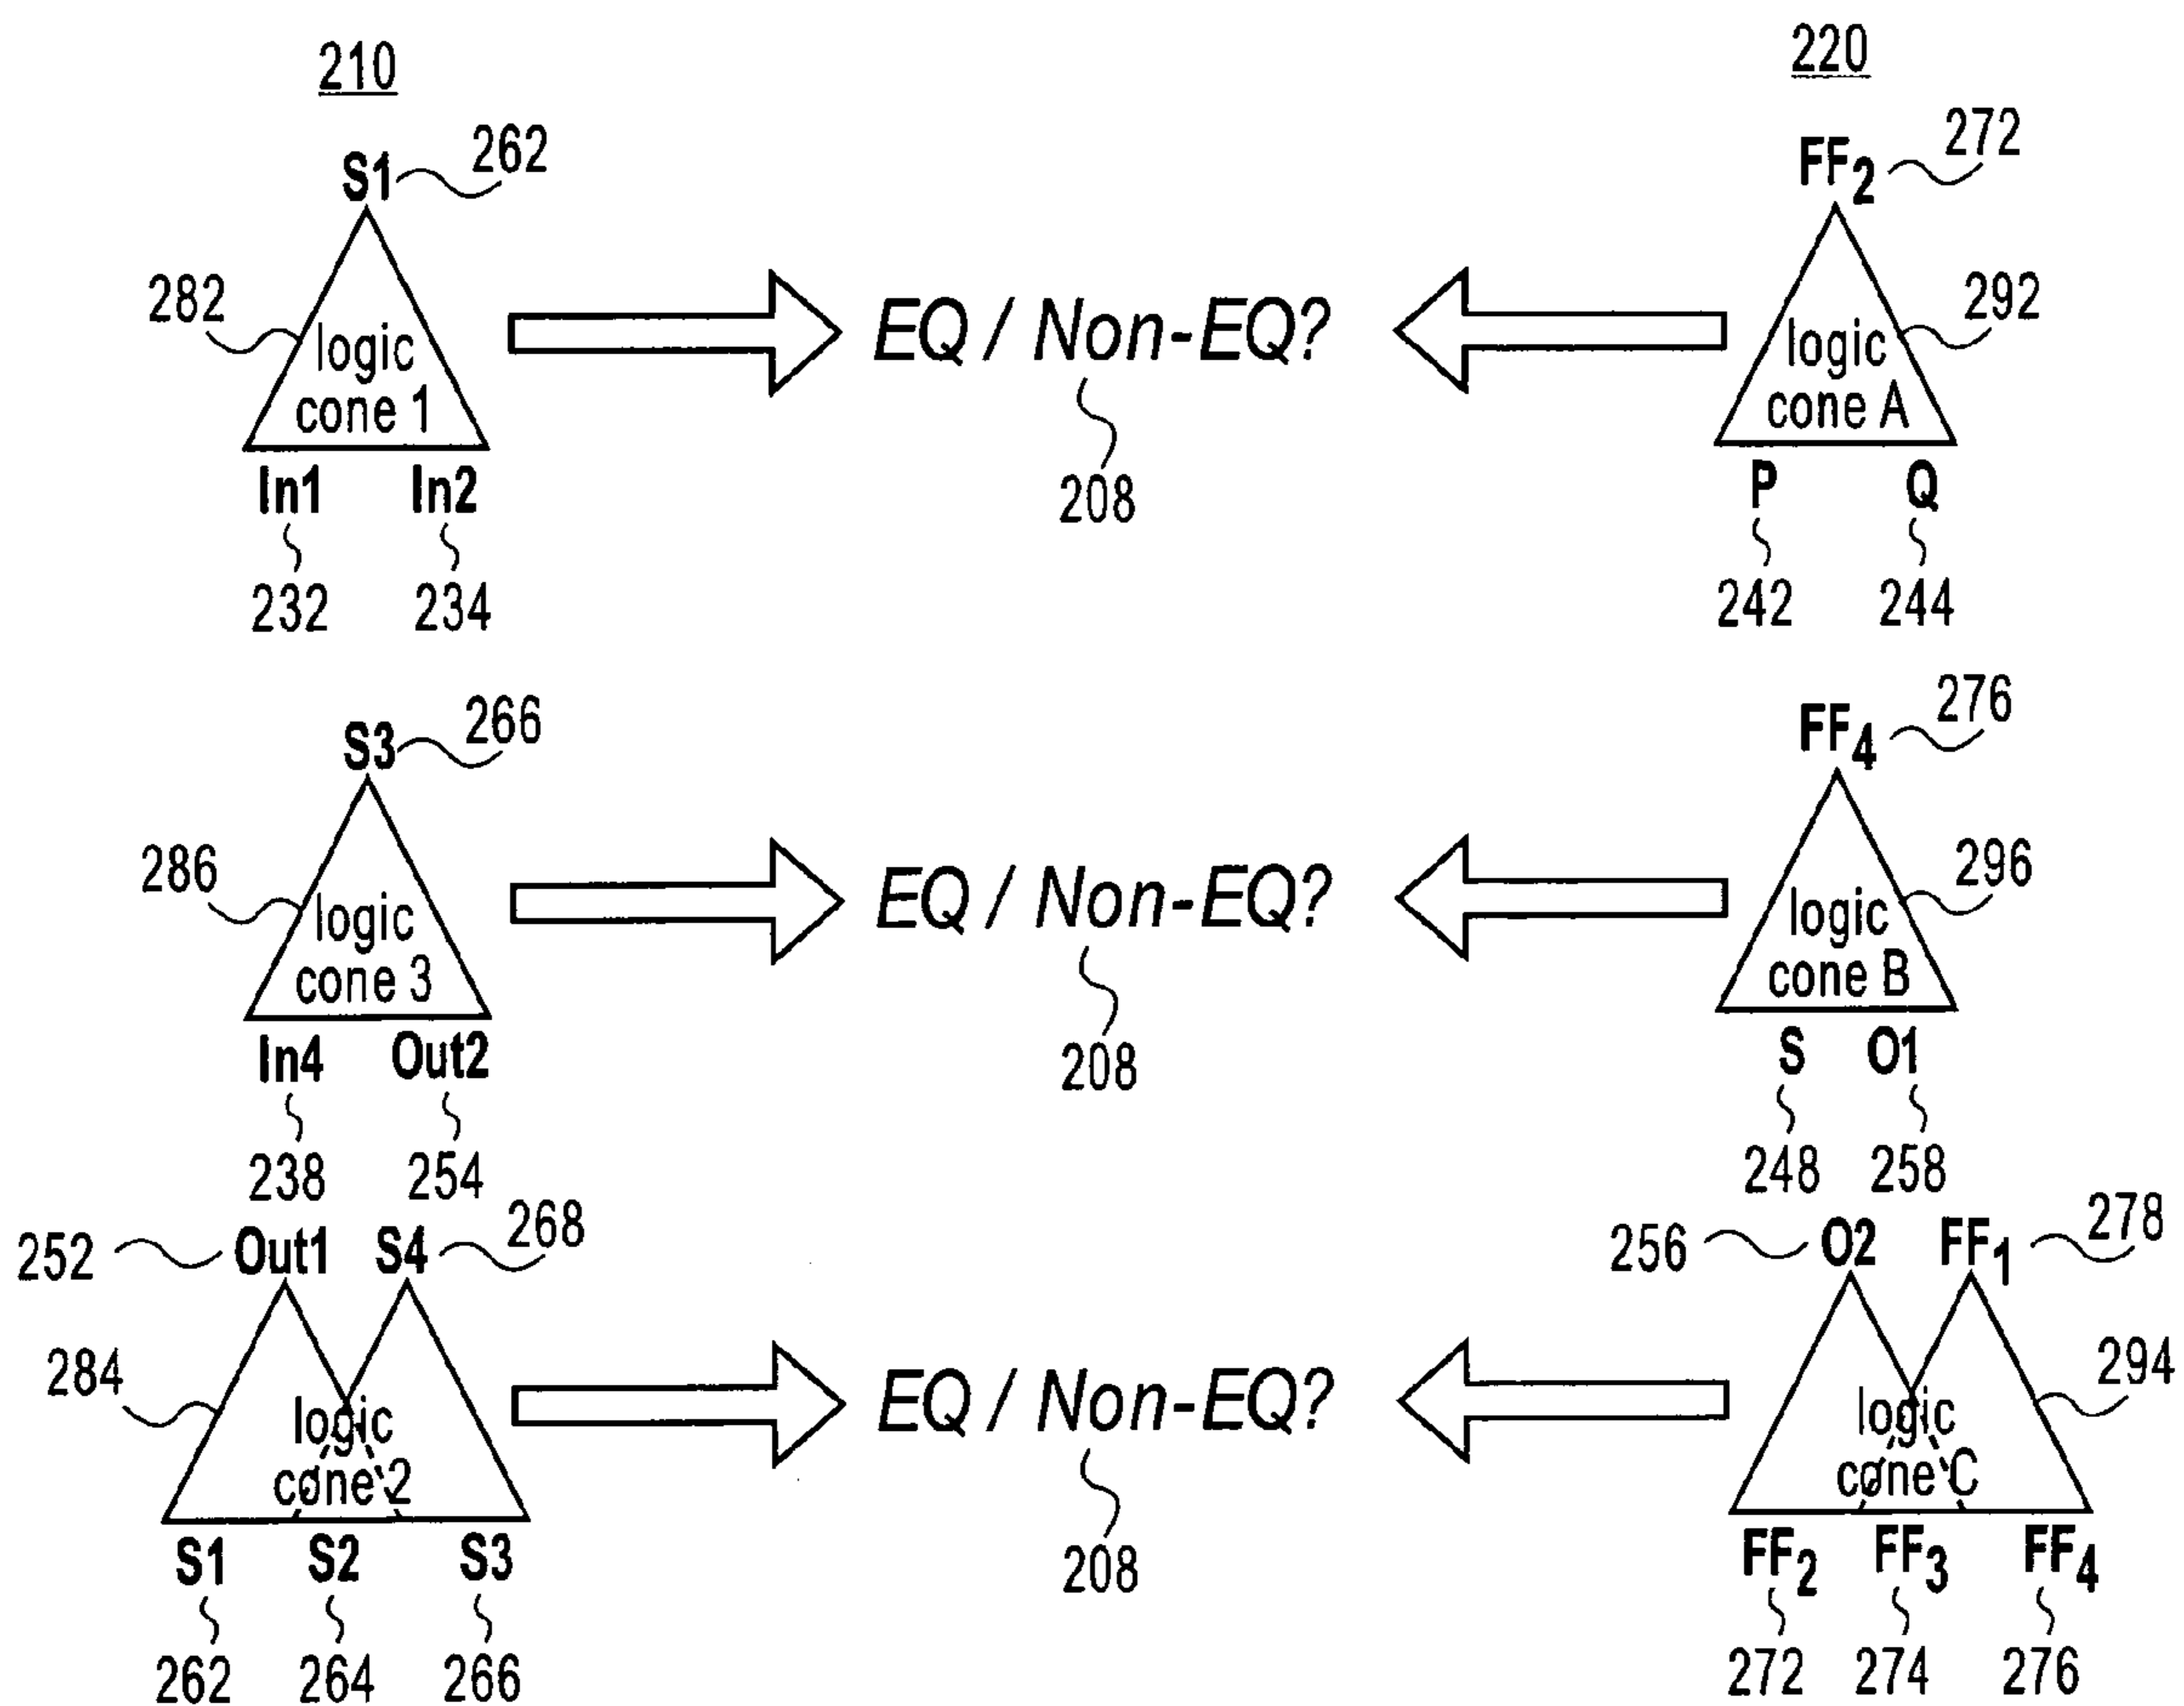 210
220
S1 262
FF2 272
282
292
logic
cone 1
EQ / Non-EQ?
logic
cone A
In1 In2
208
P Q
232 234
242 244
S3 266
FF4 276
286
296
logic
cone 3
EQ / Non-EQ?
logic
cone B
In4 Out2
208
S O1
238 254
248 258
252 Out1 S4 268
256 O2 FF1 278
284
294
logic
cone 2
EQ / Non-EQ?
logic
cone C
S1 S2 S3
208
FF2 FF3 FF4
262 264 266
272 274 276